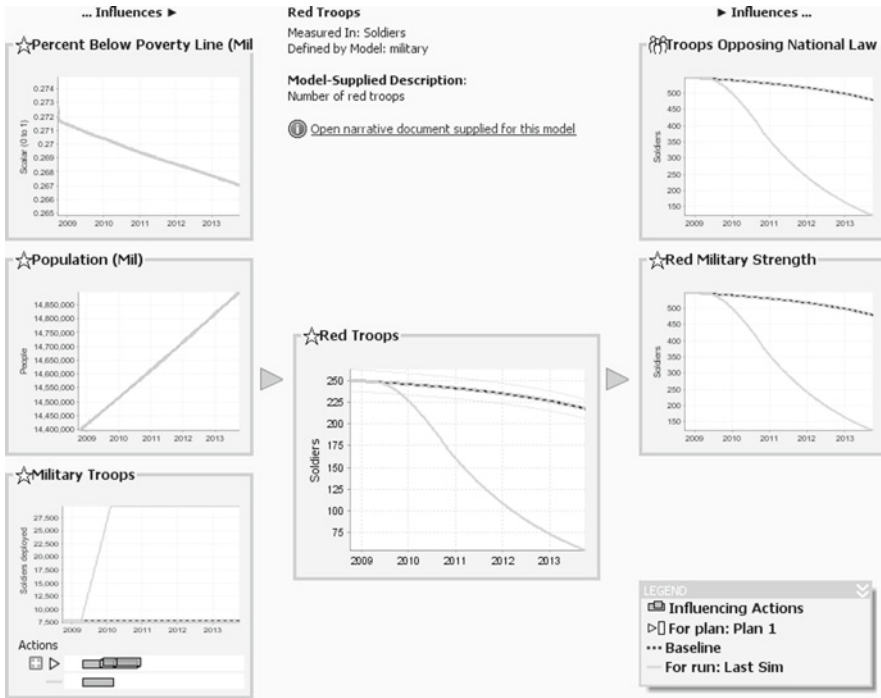 ... Influences ►
Percent Below Poverty Line (Mil
Scalar (0 to 1)
0.274
0.273
0.272
0.271
0.27
0.269
0.268
0.267
0.266
0.265
2009 2010 2011 2012 2013
Population (Mil)
People
14,850,000
14,800,000
14,750,000
14,700,000
14,650,000
14,600,000
14,550,000
14,500,000
14,450,000
14,400,000
2009 2010 2011 2012 2013
Military Troops
Soldiers deployed
27,500
25,000
22,500
20,000
17,500
15,000
12,500
10,000
7,500
2009 2010 2011 2012 2013
Actions
Red Troops
Measured In: Soldiers
Defined by Model: military
Model-Supplied Description:
Number of red troops
Open narrative document supplied for this model
Red Troops
Soldiers
250
225
200
175
150
125
100
75
2009 2010 2011 2012 2013
► Influences ...
Troops Opposing National Law
Soldiers
500
450
400
350
300
250
200
150
2009 2010 2011 2012 2013
Red Military Strength
Soldiers
500
450
400
350
300
250
200
150
2009 2010 2011 2012 2013
LEGEND
Influencing Actions
For plan: Plan 1
Baseline
For run: Last Sim